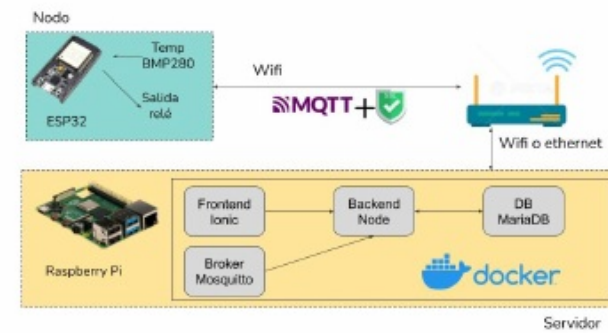 Nodo
Temp
BMP280
Salida
relé
ESP32
Wifi
MQTT+
Wifi o ethernet
Raspberry Pi
Frontend
Ionic
Backend
Node
DB
MariaDB
Broker
Mosquitto
docker
Servidor